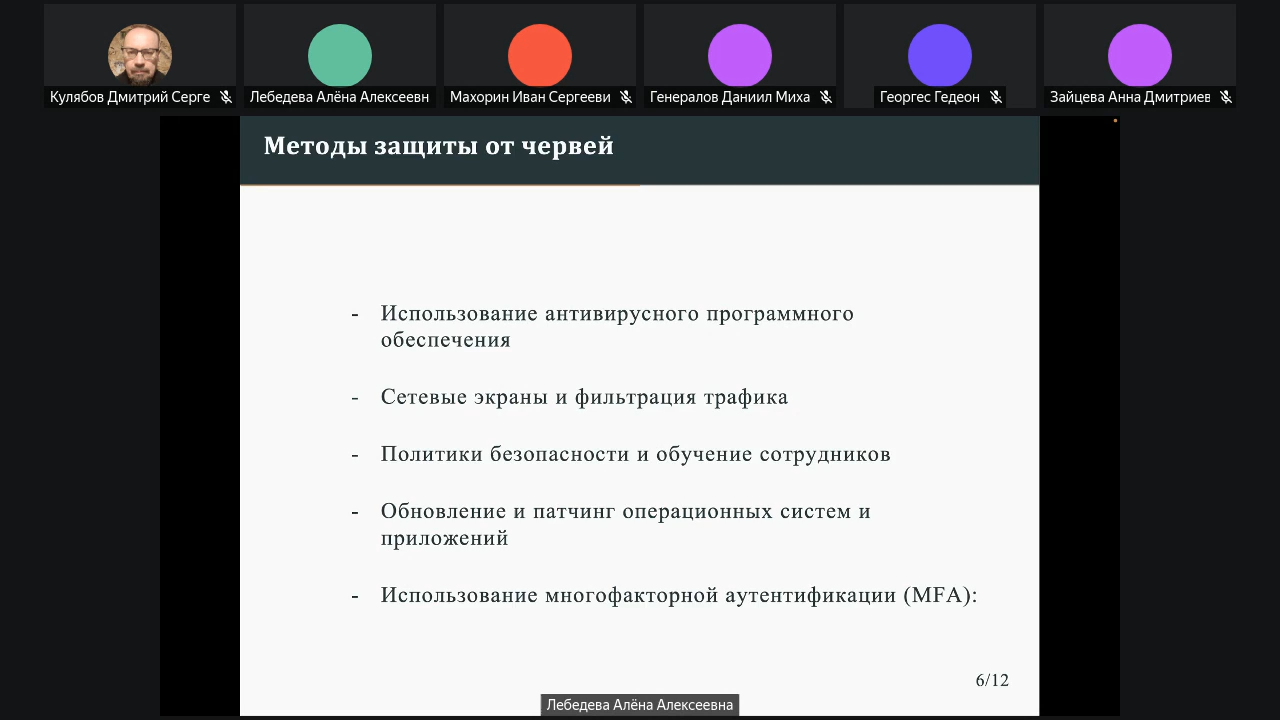 Кулябов Дмитрий Серге
Лебедева Алёна Алексеевн
Махорин Иван Сергееви
Генералов Даниил Миха
Георгес Гедеон
Зайцева Анна Дмитриев
Методы защиты от червей
- Использование антивирусного программного
обеспечения
- Сетевые экраны и фильтрация трафика
- Политики безопасности и обучение сотрудников
- Обновление и патчинг операционных систем и
приложений
- Использование многофакторной аутентификации (MFA):
6/12
Лебедева Алёна Алексеевна